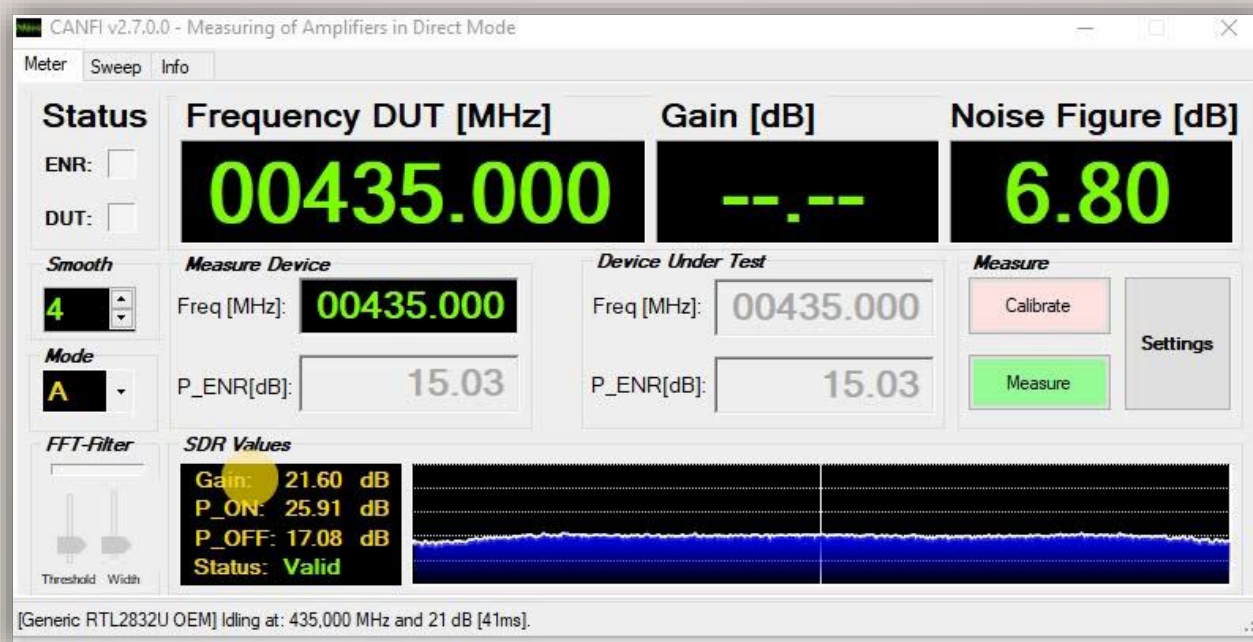 CANFI v2.7.0.0 - Measuring of Amplifiers in Direct Mode
Meter Sweep Info
Status Frequency DUT [MHz] Gain [dB] Noise Figure [dB]
ENR:
DUT:
00435.000 --.-- 6.80
Smooth Measure Device Device Under Test Measure
4 Freq [MHz]: 00435.000 Freq [MHz]: 00435.000 Calibrate
Settings
Mode
A P_ENR[dB]: 15.03 P_ENR[dB]: 15.03 Measure
FFT-Filter SDR Values
Gain: 21.60 dB
P_ON: 25.91 dB
P_OFF: 17.08 dB
Status: Valid
Threshold Width
[Generic RTL2832U OEM] Idling at: 435,000 MHz and 21 dB [41ms].